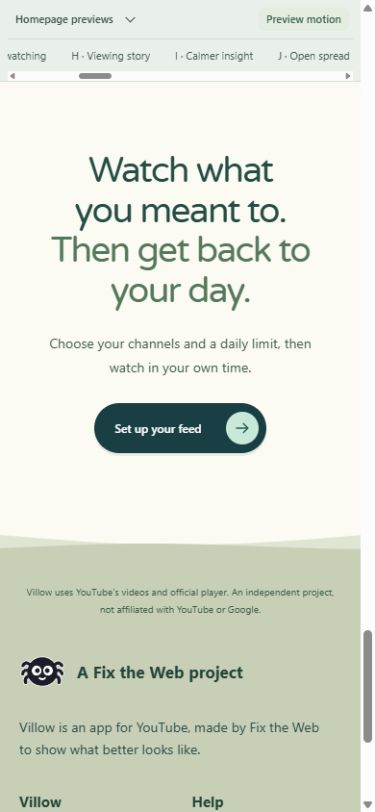 Homepage previews
Preview motion
H · Viewing story
I · Calmer insight
J · Open spread
Watch what
you meant to.
Then get back to
your day.
Choose your channels and a daily limit, then
watch in your own time.
Set up your feed
Villow uses YouTube's videos and official player. An independent project,
not affiliated with YouTube or Google.
A Fix the Web project
Villow is an app for YouTube, made by Fix the Web
to show what better looks like.
Villow
Help